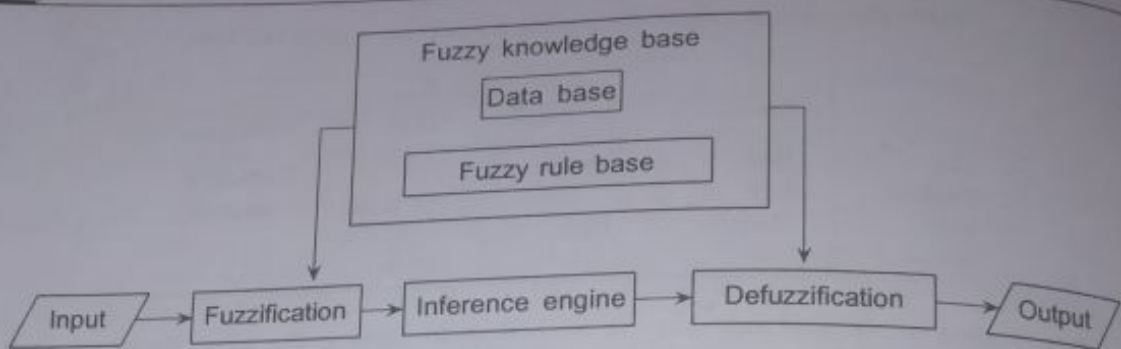 Fuzzy knowledge base
Data base
Fuzzy rule base
Input
Fuzzification
Inference engine
Defuzzification
Output